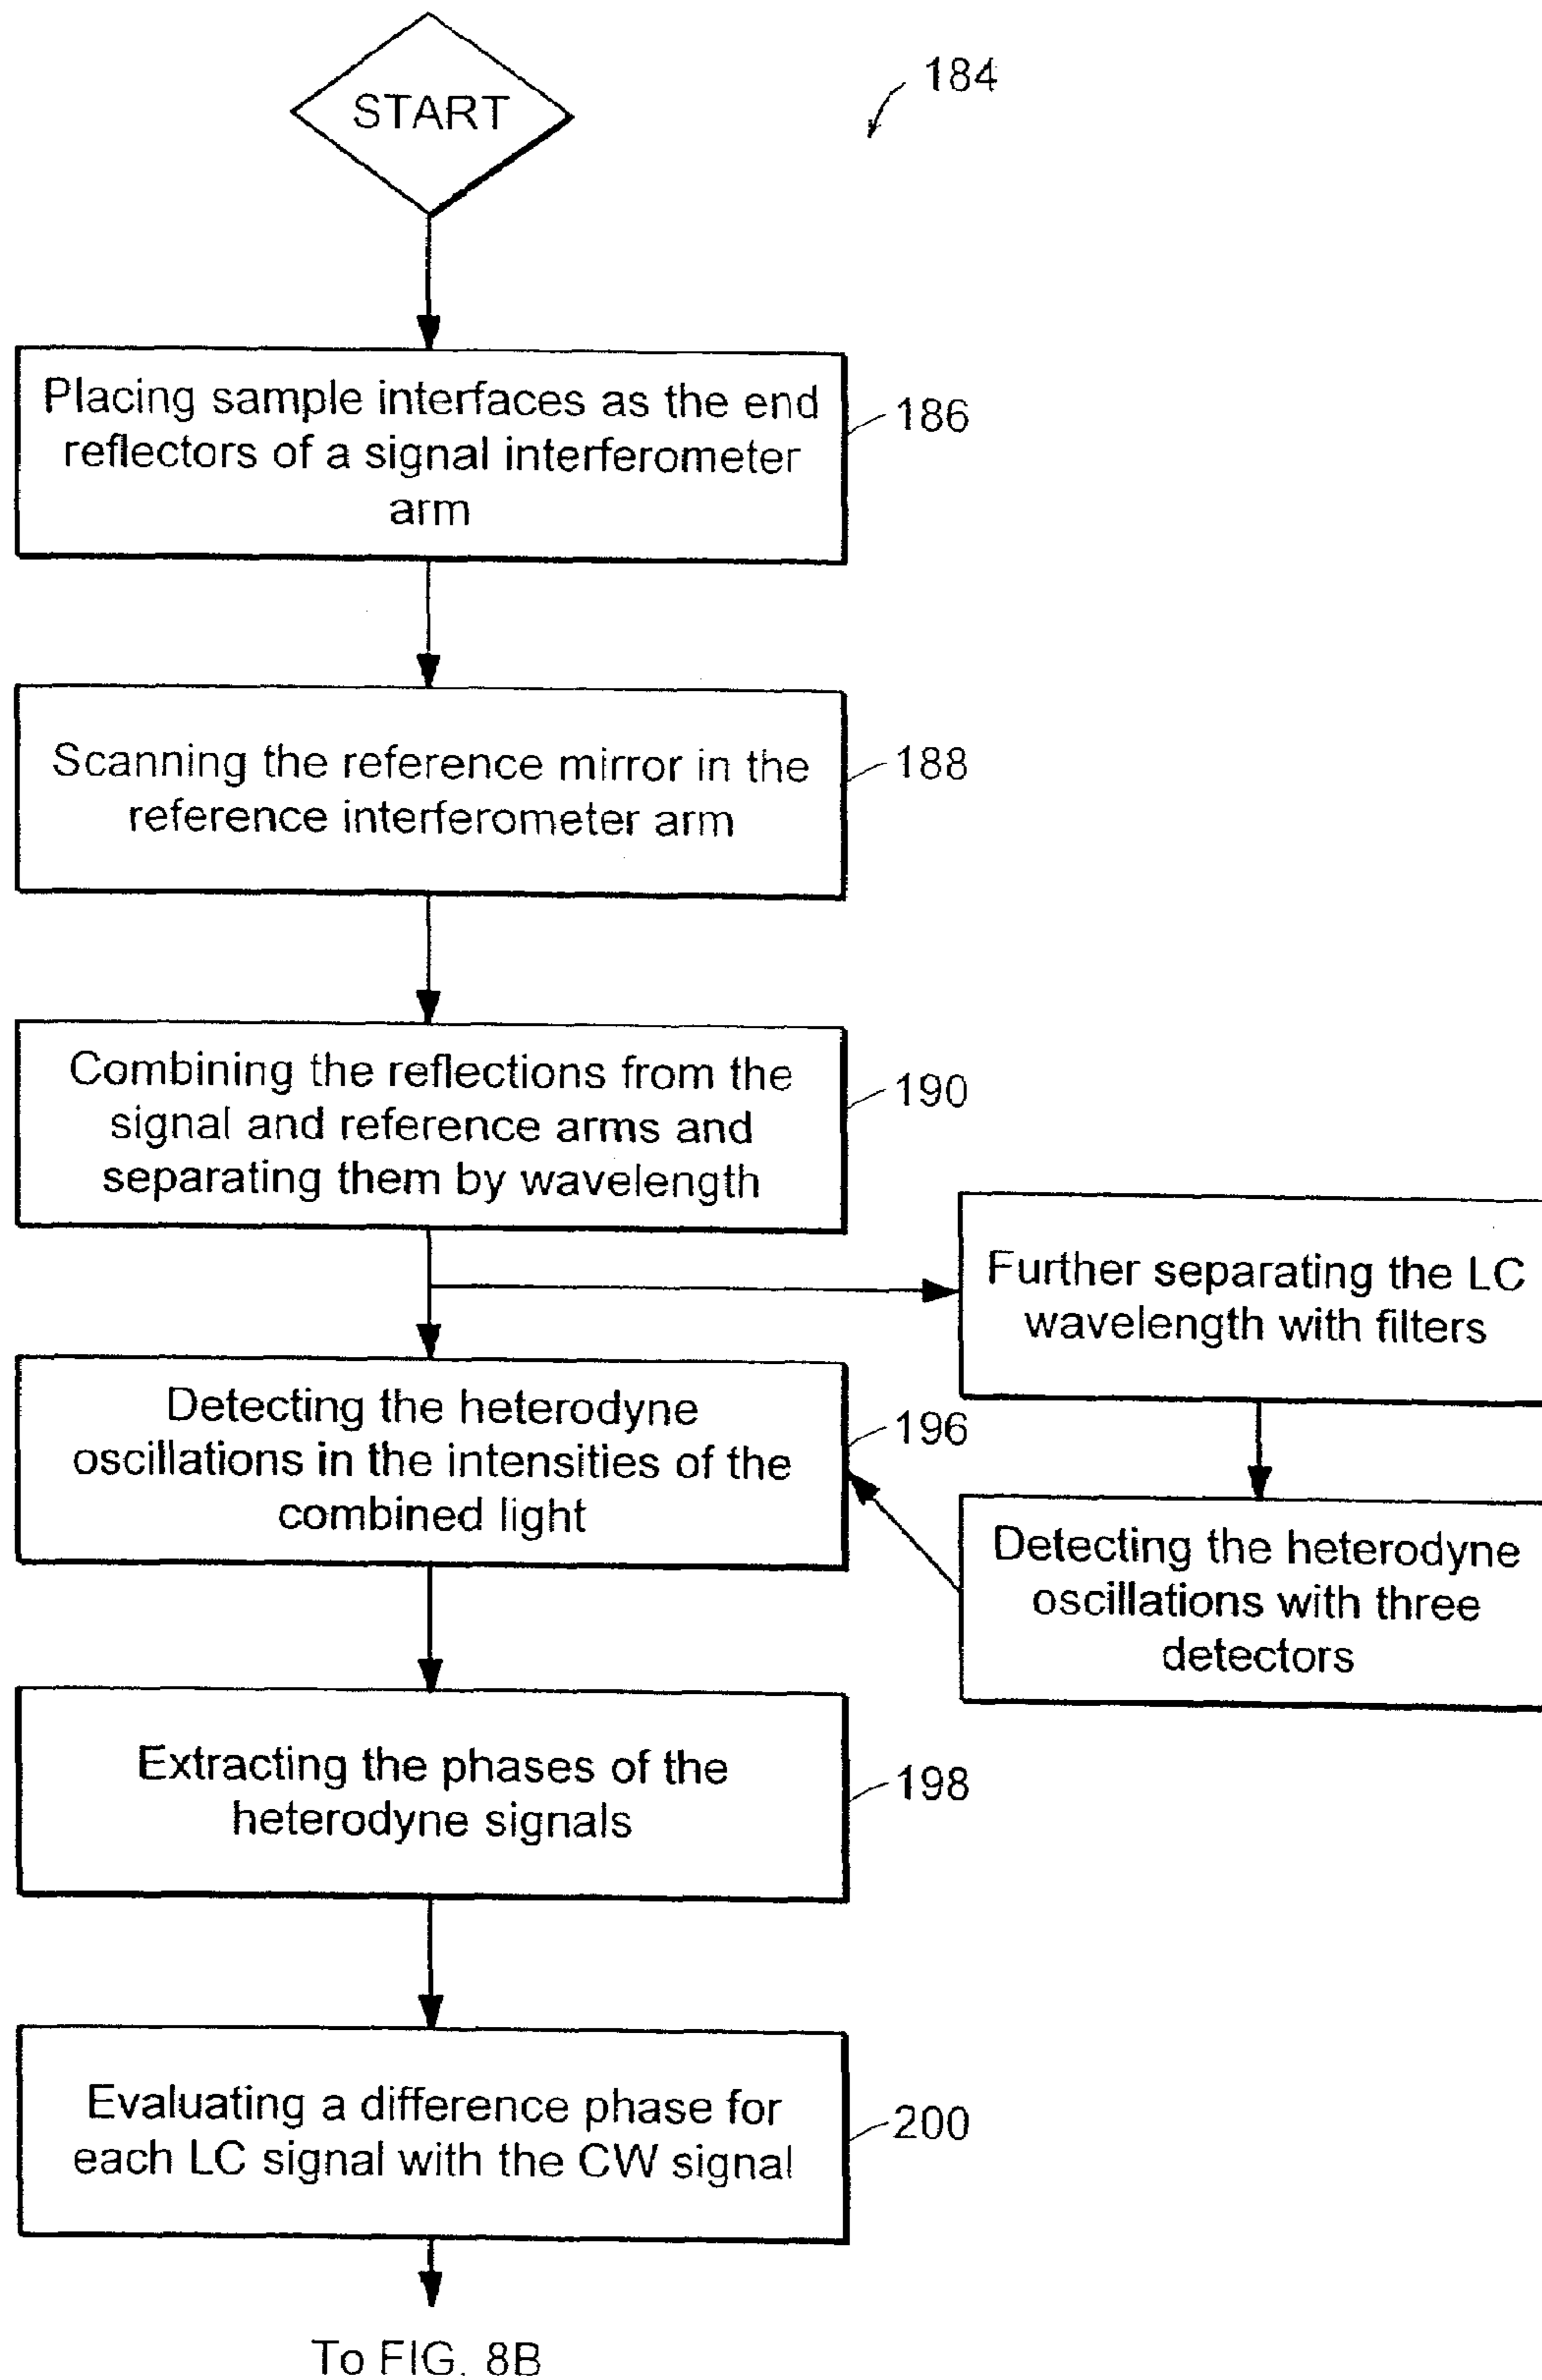 START
184
Placing sample interfaces as the end
reflectors of a signal interferometer
arm
186
Scanning the reference mirror in the
reference interferometer arm
188
Combining the reflections from the
signal and reference arms and
separating them by wavelength
190
Further separating the LC
wavelength with filters
Detecting the heterodyne
oscillations in the intensities of the
combined light
196
Detecting the heterodyne
oscillations with three
detectors
Extracting the phases of the
heterodyne signals
198
Evaluating a difference phase for
each LC signal with the CW signal
200
To FIG. 8B